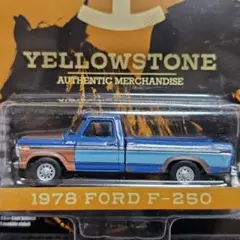 YELLOWSTONE
AUTHENTIC MERCHANDISE
1978 FORD F-250